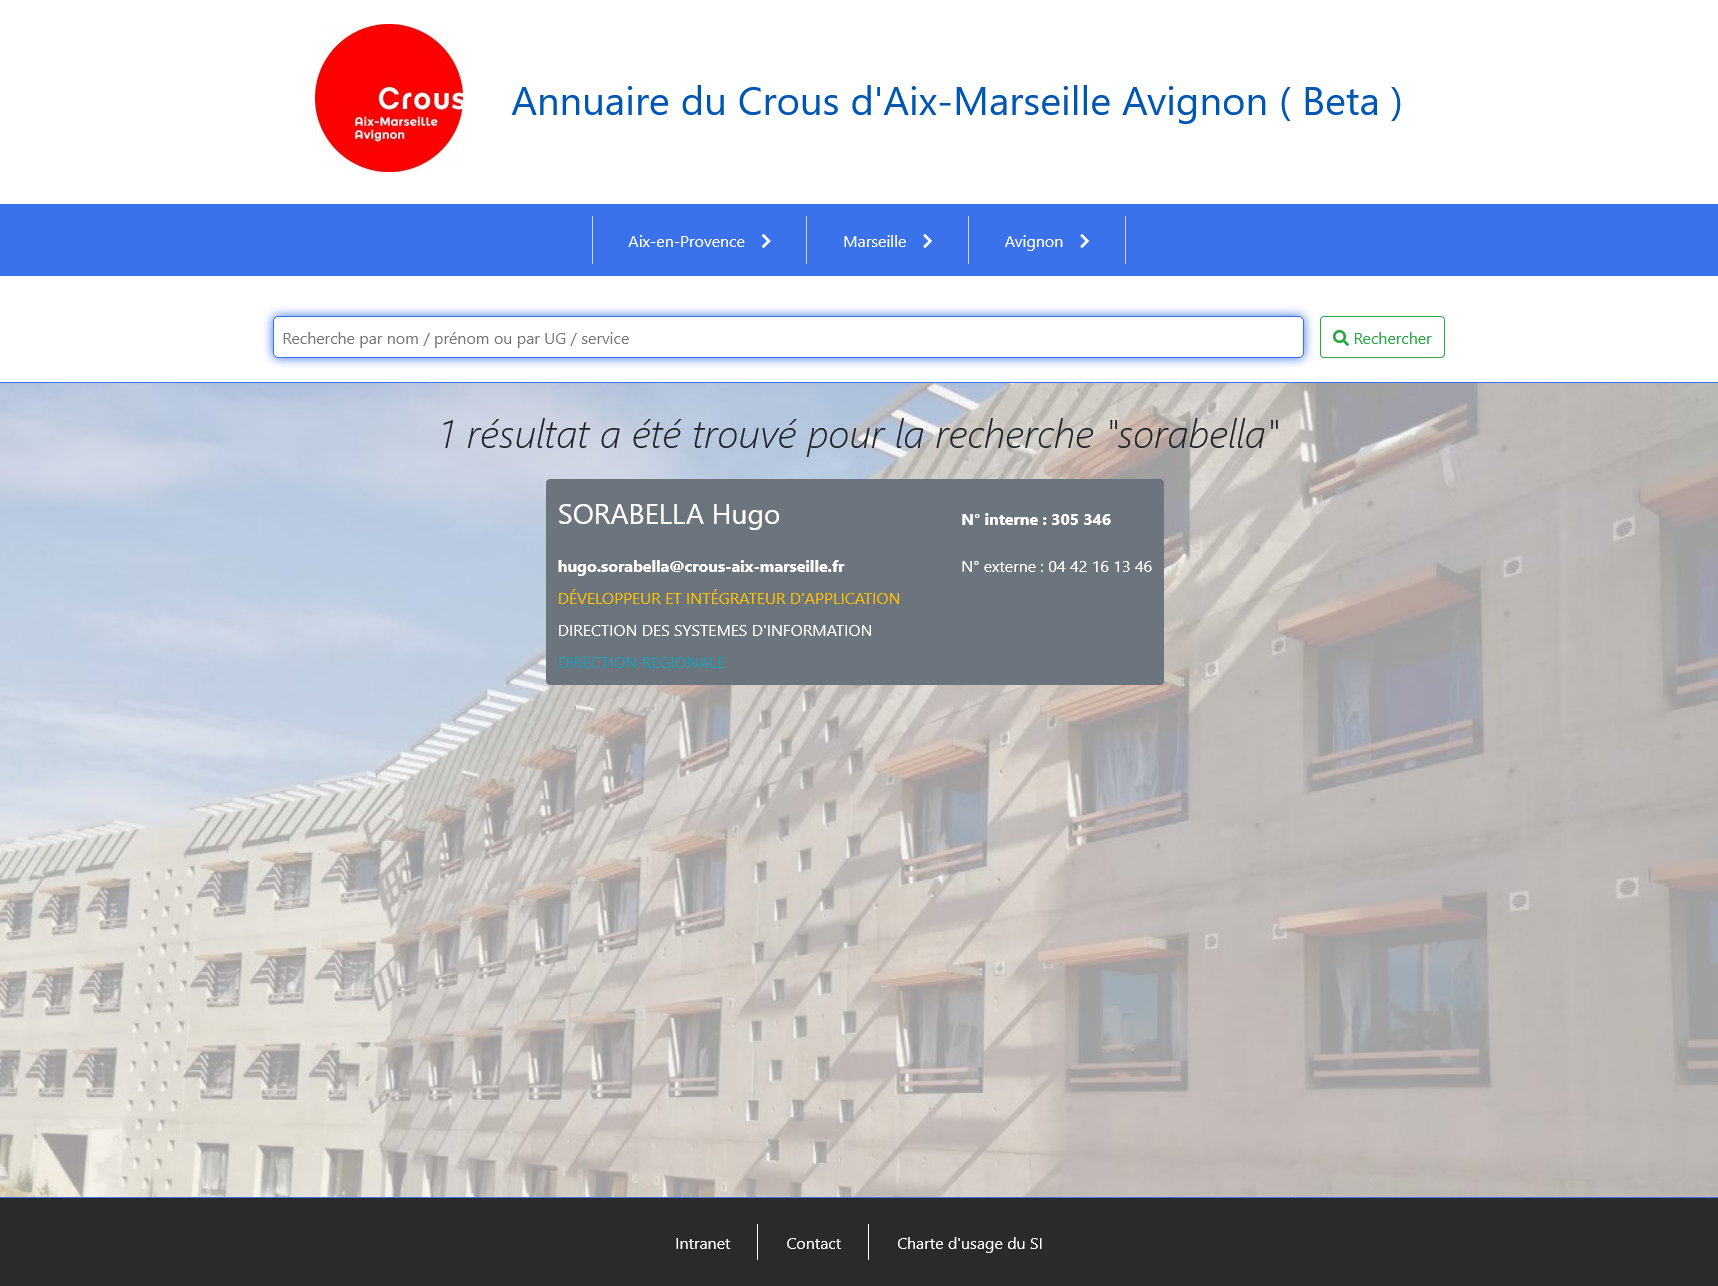 Crous
Aix-Marseille
Avignon
Annuaire du Crous d'Aix-Marseille Avignon ( Beta )
Aix-en-Provence
Marseille
Avignon
Recherche par nom / prénom ou par UG / service
Rechercher
1 résultat a été trouvé pour la recherche "sorabella"
SORABELLA Hugo
N° interne : 305 346
hugo.sorabella@crous-aix-marseille.fr
N° externe : 04 42 16 13 46
DÉVELOPPEUR ET INTÉGRATEUR D'APPLICATION
DIRECTION DES SYSTEMES D'INFORMATION
DIRECTION REGIONALE
Intranet
Contact
Charte d'usage du SI